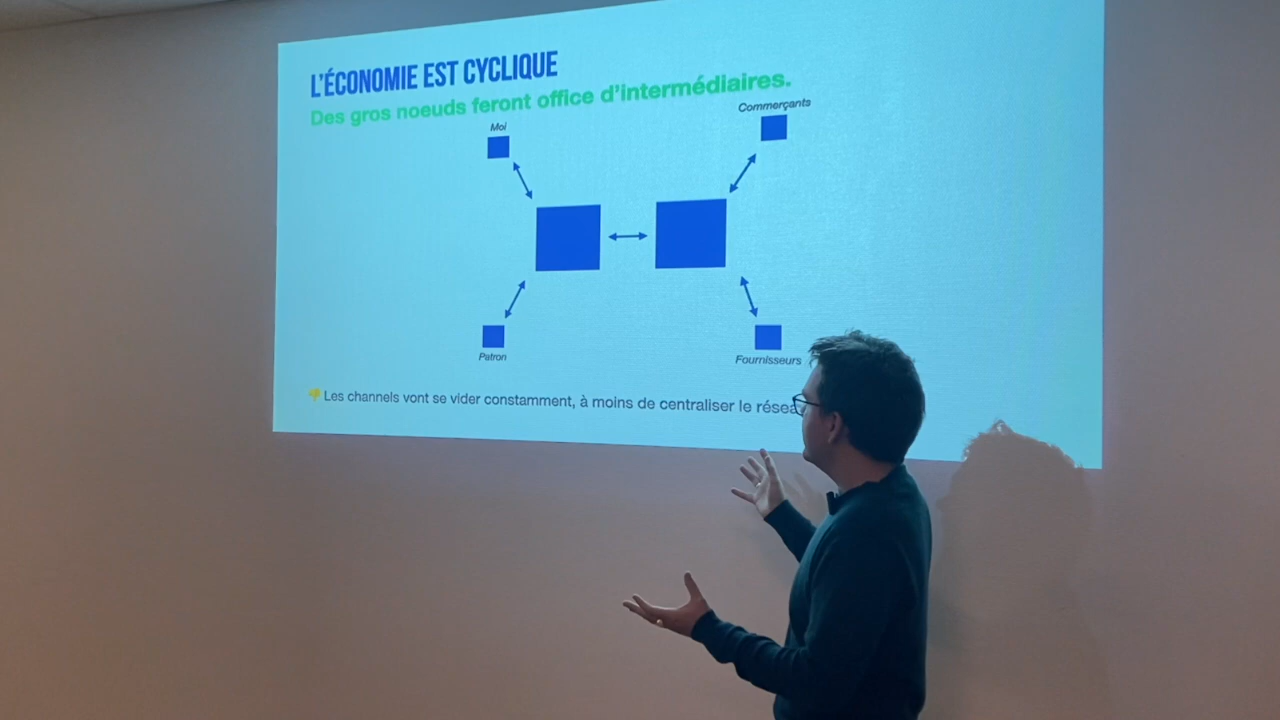 L'ÉCONOMIE EST CYCLIQUE
Des gros noeuds feront office d'intermédiaires.
Moi
Commerçants
Patron
Fournisseurs
👎 Les channels vont se vider constamment, à moins de centraliser le